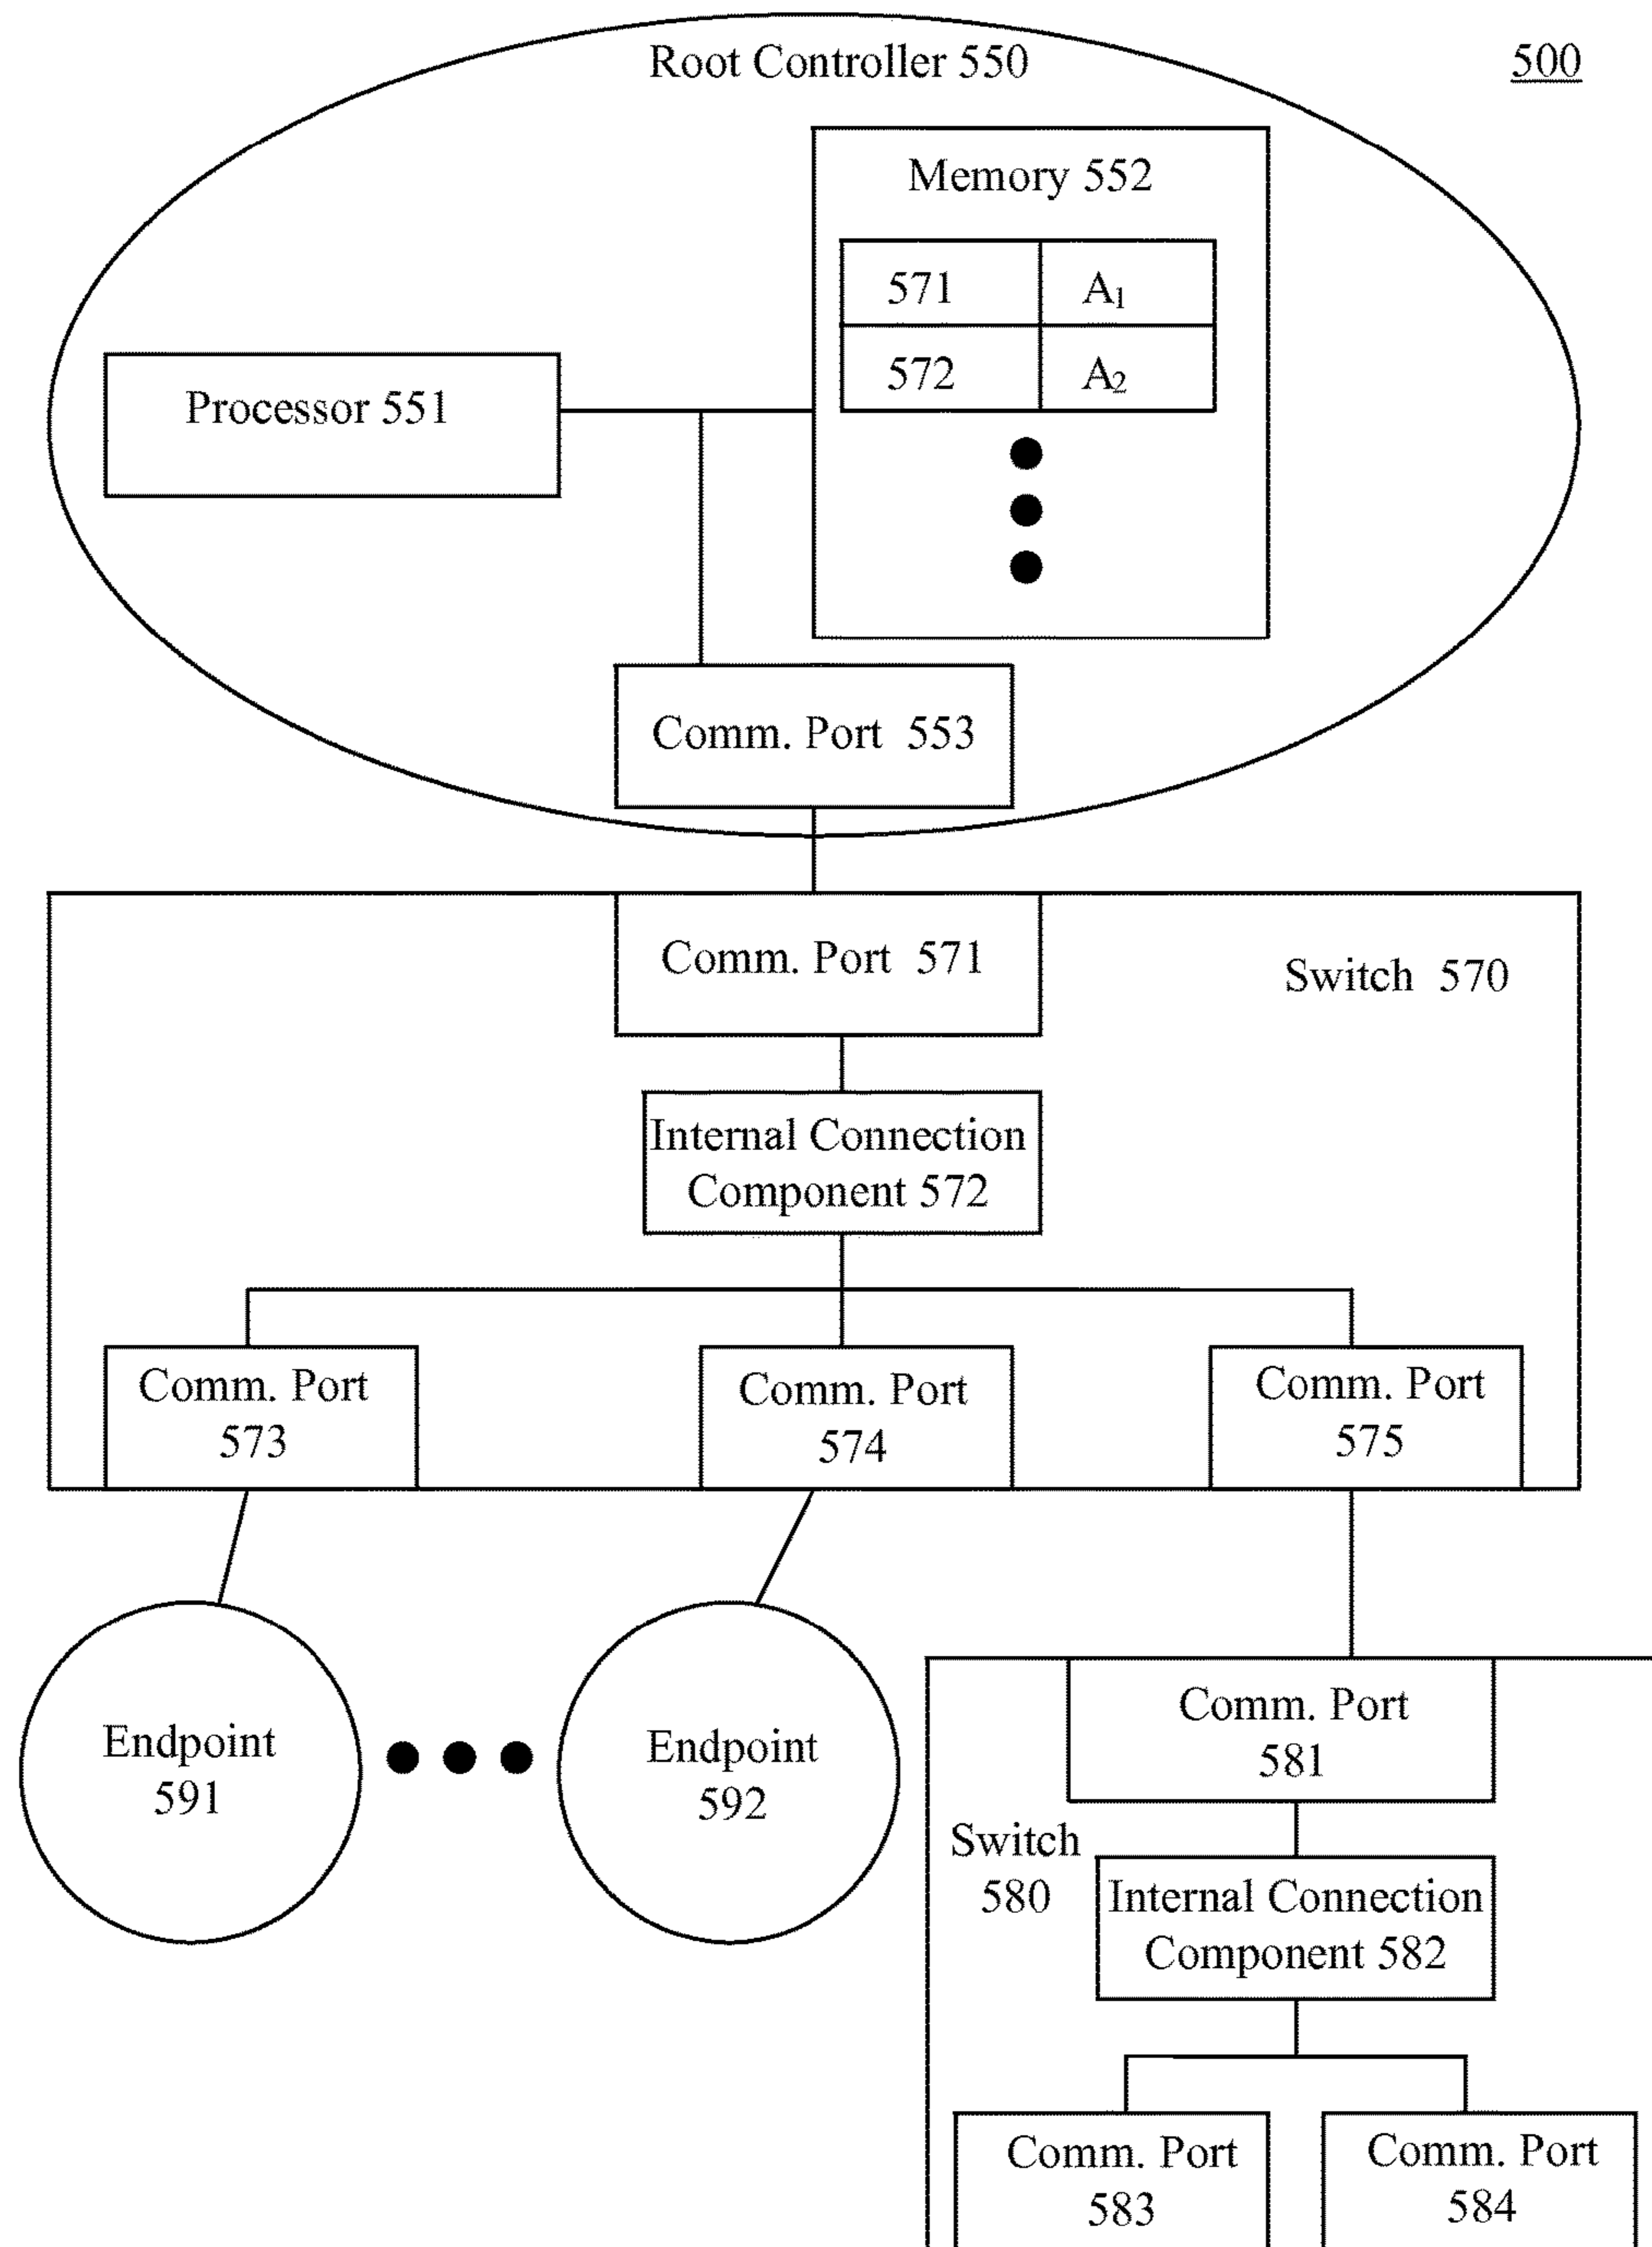 Root Controller 550
500
Memory 552
571 A1
572 A2
Processor 551
Comm. Port 553
Comm. Port 571
Switch 570
Internal Connection
Component 572
Comm. Port
573
Comm. Port
574
Comm. Port
575
Endpoint
591
Endpoint
592
Comm. Port
581
Switch
580
Internal Connection
Component 582
Comm. Port
583
Comm. Port
584